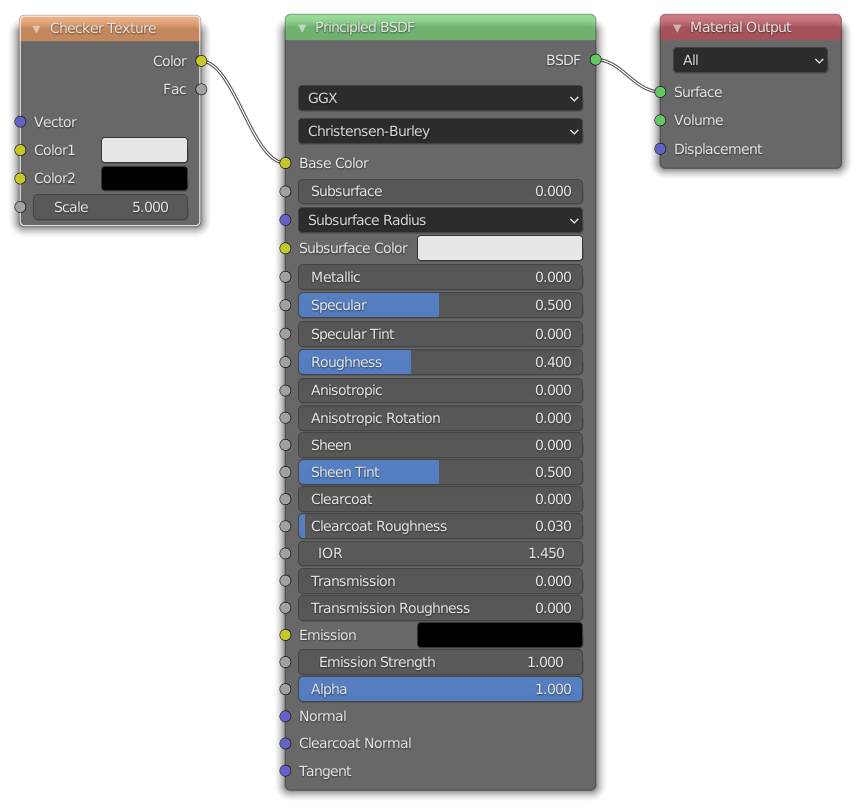 Checker Texture
Color
Fac
Vector
Color1
Color2
Scale 5.000
Principled BSDF
BSDF
GGX
Christensen-Burley
Base Color
Subsurface 0.000
Subsurface Radius
Subsurface Color
Metallic 0.000
Specular 0.500
Specular Tint 0.000
Roughness 0.400
Anisotropic 0.000
Anisotropic Rotation 0.000
Sheen 0.000
Sheen Tint 0.500
Clearcoat 0.000
Clearcoat Roughness 0.030
IOR 1.450
Transmission 0.000
Transmission Roughness 0.000
Emission
Emission Strength 1.000
Alpha 1.000
Normal
Clearcoat Normal
Tangent
Material Output
All
Surface
Volume
Displacement